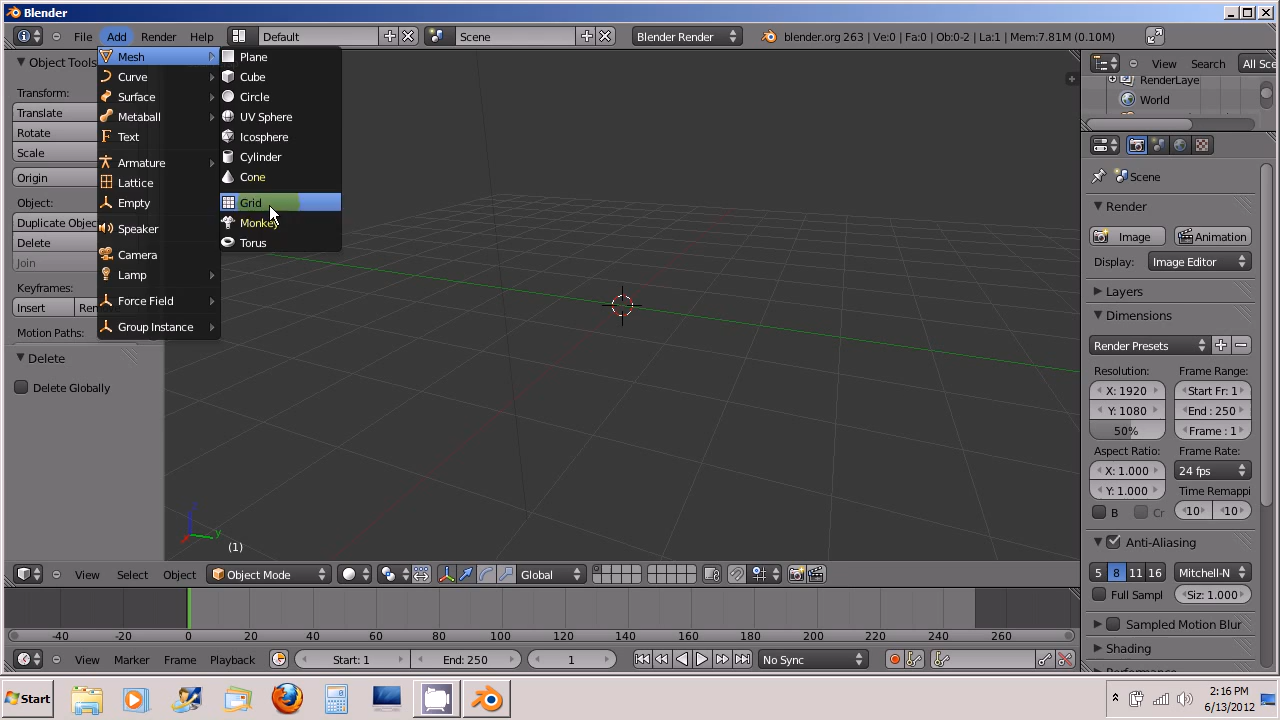 Blender
File Add Render Help Default Scene Blender Render blender.org 263 | Ve:0 | Fa:0 | Ob:0-2 | La:1 | Mem:7.81M (0.10M)
Object Tools
Transform:
Translate
Rotate
Scale
Origin
Object:
Duplicate Objec
Delete
Join
Keyframes:
Insert
Motion Paths:
Delete
Delete Globally
Mesh
Curve
Surface
Metaball
Text
Armature
Lattice
Empty
Speaker
Camera
Lamp
Force Field
Group Instance
Plane
Cube
Circle
UV Sphere
Icosphere
Cylinder
Cone
Grid
Monkey
Torus
y
(1)
View Select Object Object Mode Global
-40 -20 0 20 40 60 80 100 120 140 160 180 200 220 240 260
View Marker Frame Playback Start: 1 End: 250 1 No Sync
View Search All Sce
RenderLaye
World
Scene
Render
Image Animation
Display: Image Editor
Layers
Dimensions
Render Presets
Resolution: Frame Range:
X: 1920 Start Fr: 1
Y: 1080 End : 250
50% Frame : 1
Aspect Ratio: Frame Rate:
X: 1.000 24 fps
Y: 1.000 Time Remappi
B Cr 10 10
Anti-Aliasing
5 8 11 16 Mitchell-N
Full Sampl Siz: 1.000
Sampled Motion Blur
Shading
Start
2:16 PM
6/13/2012